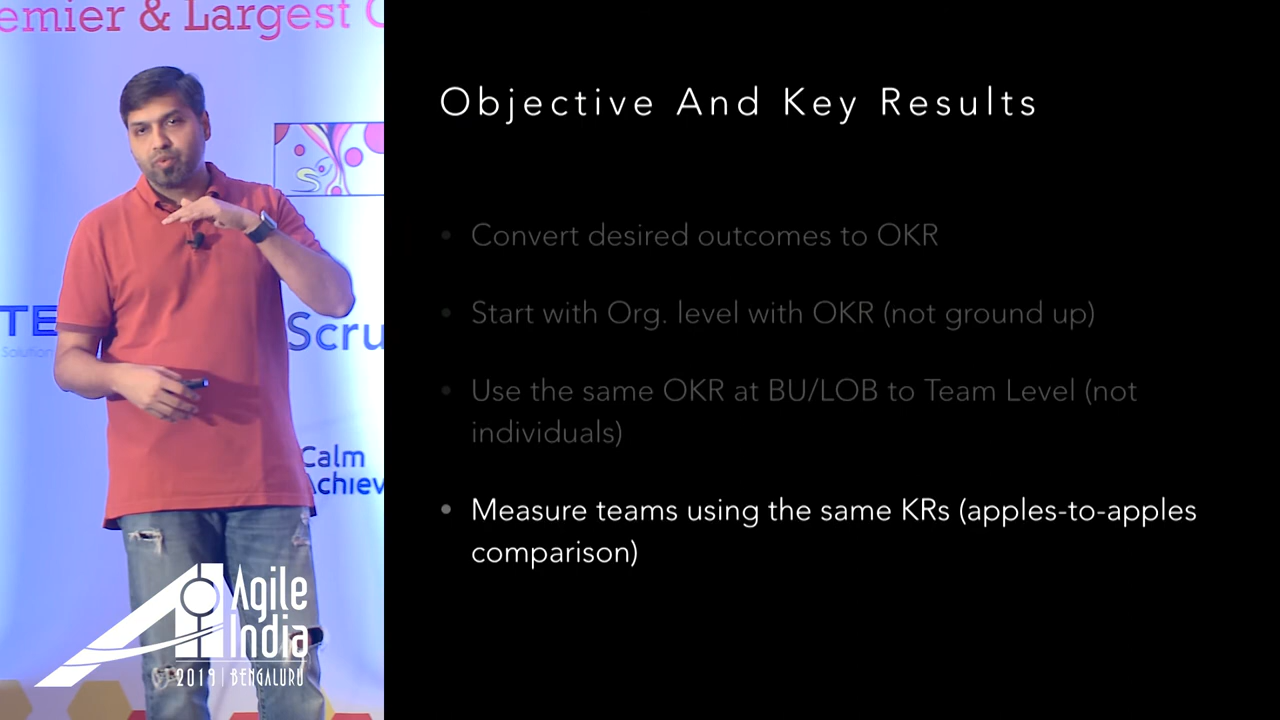 emier & Largest C
Objective And Key Results
• Convert desired outcomes to OKR
• Start with Org. level with OKR (not ground up)
• Use the same OKR at BU/LOB to Team Level (not
individuals)
• Measure teams using the same KRs (apples-to-apples
comparison)
TE
Solution
Scru
Calm
Achiev
Agile
India
2019 | BENGALURU